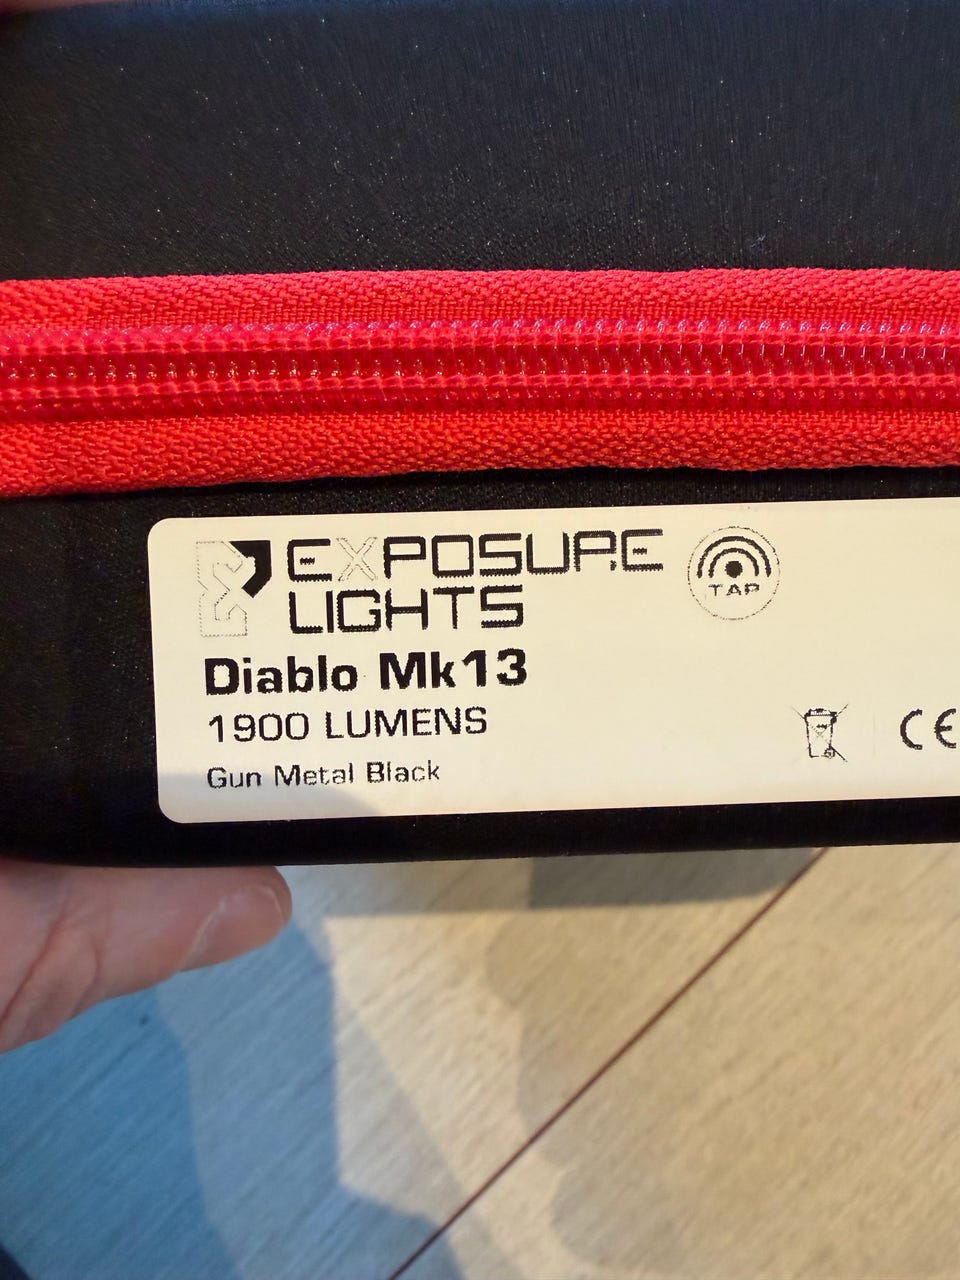 EXPOSURE
LIGHTS
TAP
Diablo Mk13
1900 LUMENS
Gun Metal Black
CE